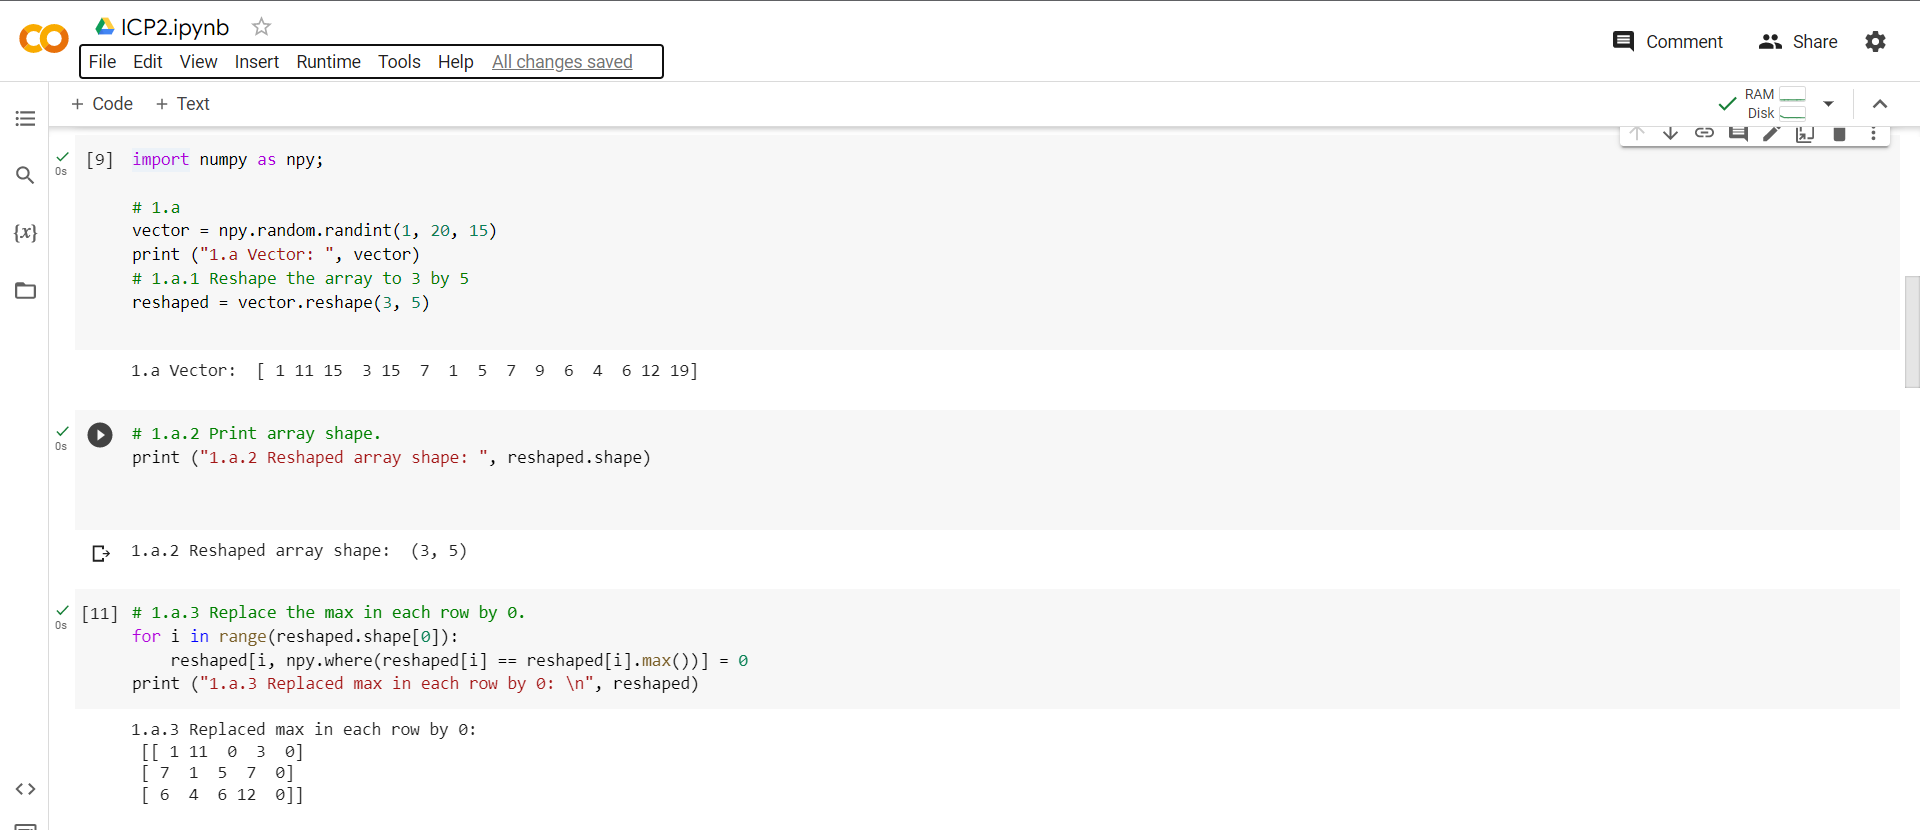 ICP2.ipynb
File Edit View Insert Runtime Tools Help All changes saved
Comment Share
+ Code + Text
RAM
Disk
0s
[9] import numpy as npy;
# 1.a
vector = npy.random.randint(1, 20, 15)
print ("1.a Vector: ", vector)
# 1.a.1 Reshape the array to 3 by 5
reshaped = vector.reshape(3, 5)
1.a Vector:  [ 1 11 15  3 15  7  1  5  7  9  6  4  6 12 19]
0s
# 1.a.2 Print array shape.
print ("1.a.2 Reshaped array shape: ", reshaped.shape)
1.a.2 Reshaped array shape:  (3, 5)
0s
[11] # 1.a.3 Replace the max in each row by 0.
for i in range(reshaped.shape[0]):
    reshaped[i, npy.where(reshaped[i] == reshaped[i].max())] = 0
print ("1.a.3 Replaced max in each row by 0: \n", reshaped)
1.a.3 Replaced max in each row by 0:
 [[ 1 11  0  3  0]
 [ 7  1  5  7  0]
 [ 6  4  6 12  0]]
{x}
<>